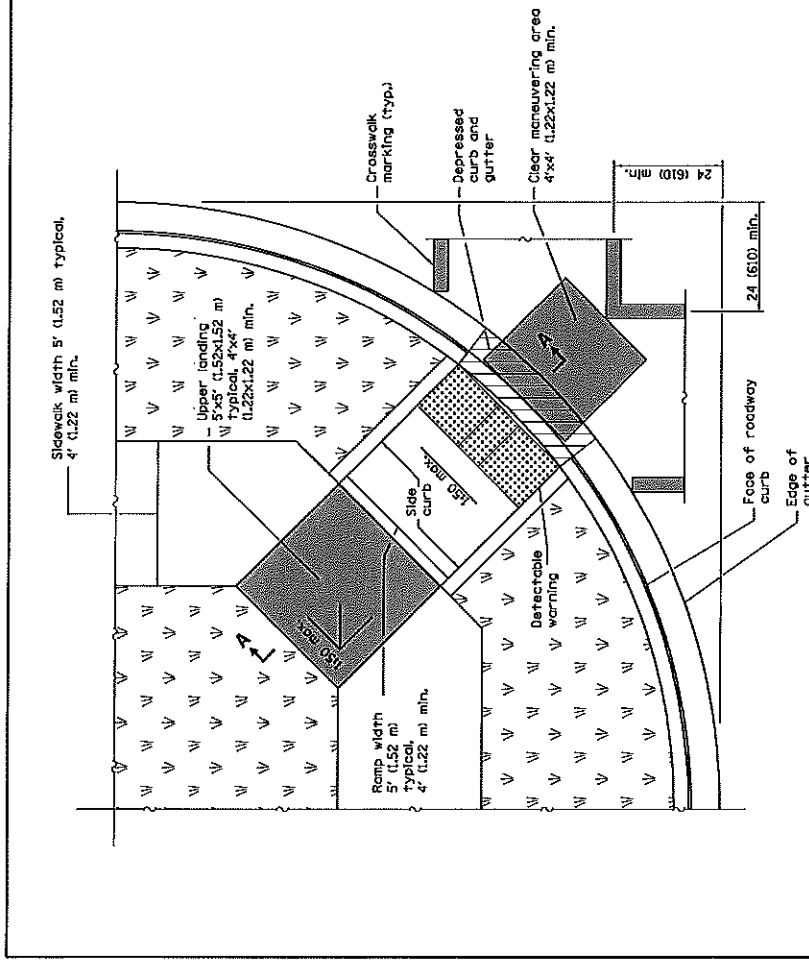 Sidewalk width 5' (1.52 m) typical,
4' (1.22 m) min.
Upper landing
5'x5' (1.52x1.52 m)
typical, 4'x4'
(1.22x1.22 m) min.
Crosswalk
marking (typ.)
Depressed
curb and
gutter
Clear maneuvering area
4'x4' (1.22x1.22 m) min.
24 (610) min.
24 (610) min.
A
1:50 max.
Side
curb
A
1:50 max.
Ramp width
5' (1.52 m)
typical,
4' (1.22 m) min.
Detectable
warning
Face of roadway
curb
Edge of
gutter